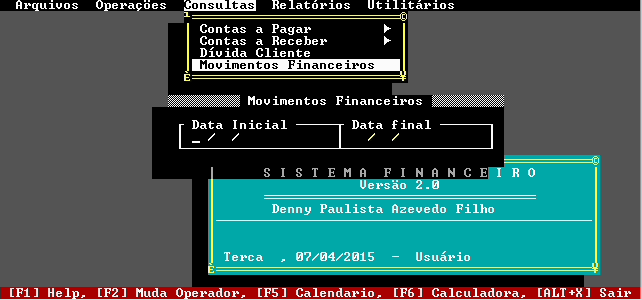 Arquivos Operações Consultas Relatórios Utilitários
Contas a Pagar
Contas a Receber
Dívida Cliente
Movimentos Financeiros
Movimentos Financeiros
Data Inicial Data final
/ / / /
S I S T E M A F I N A N C E I R O
Versão 2.0
Denny Paulista Azevedo Filho
Terca , 07/04/2015 - Usuário
[F1] Help, [F2] Muda Operador, [F5] Calendario, [F6] Calculadora, [ALT+X] Sair